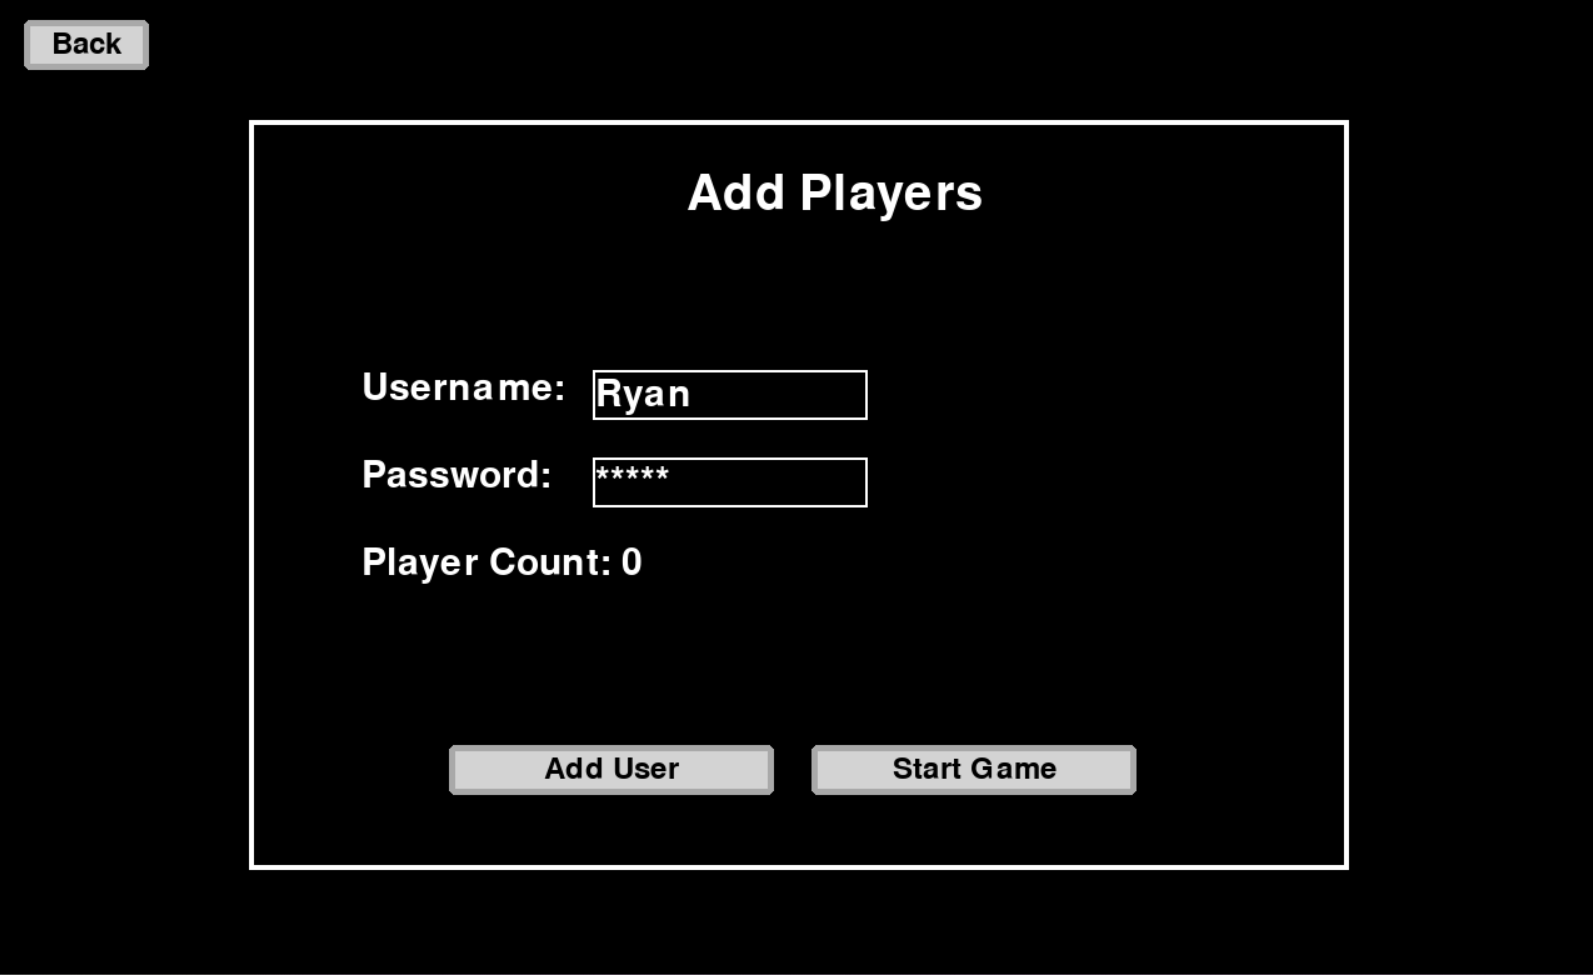 Back
Add Players
Username: Ryan
Password: *****
Player Count: 0
Add User Start Game